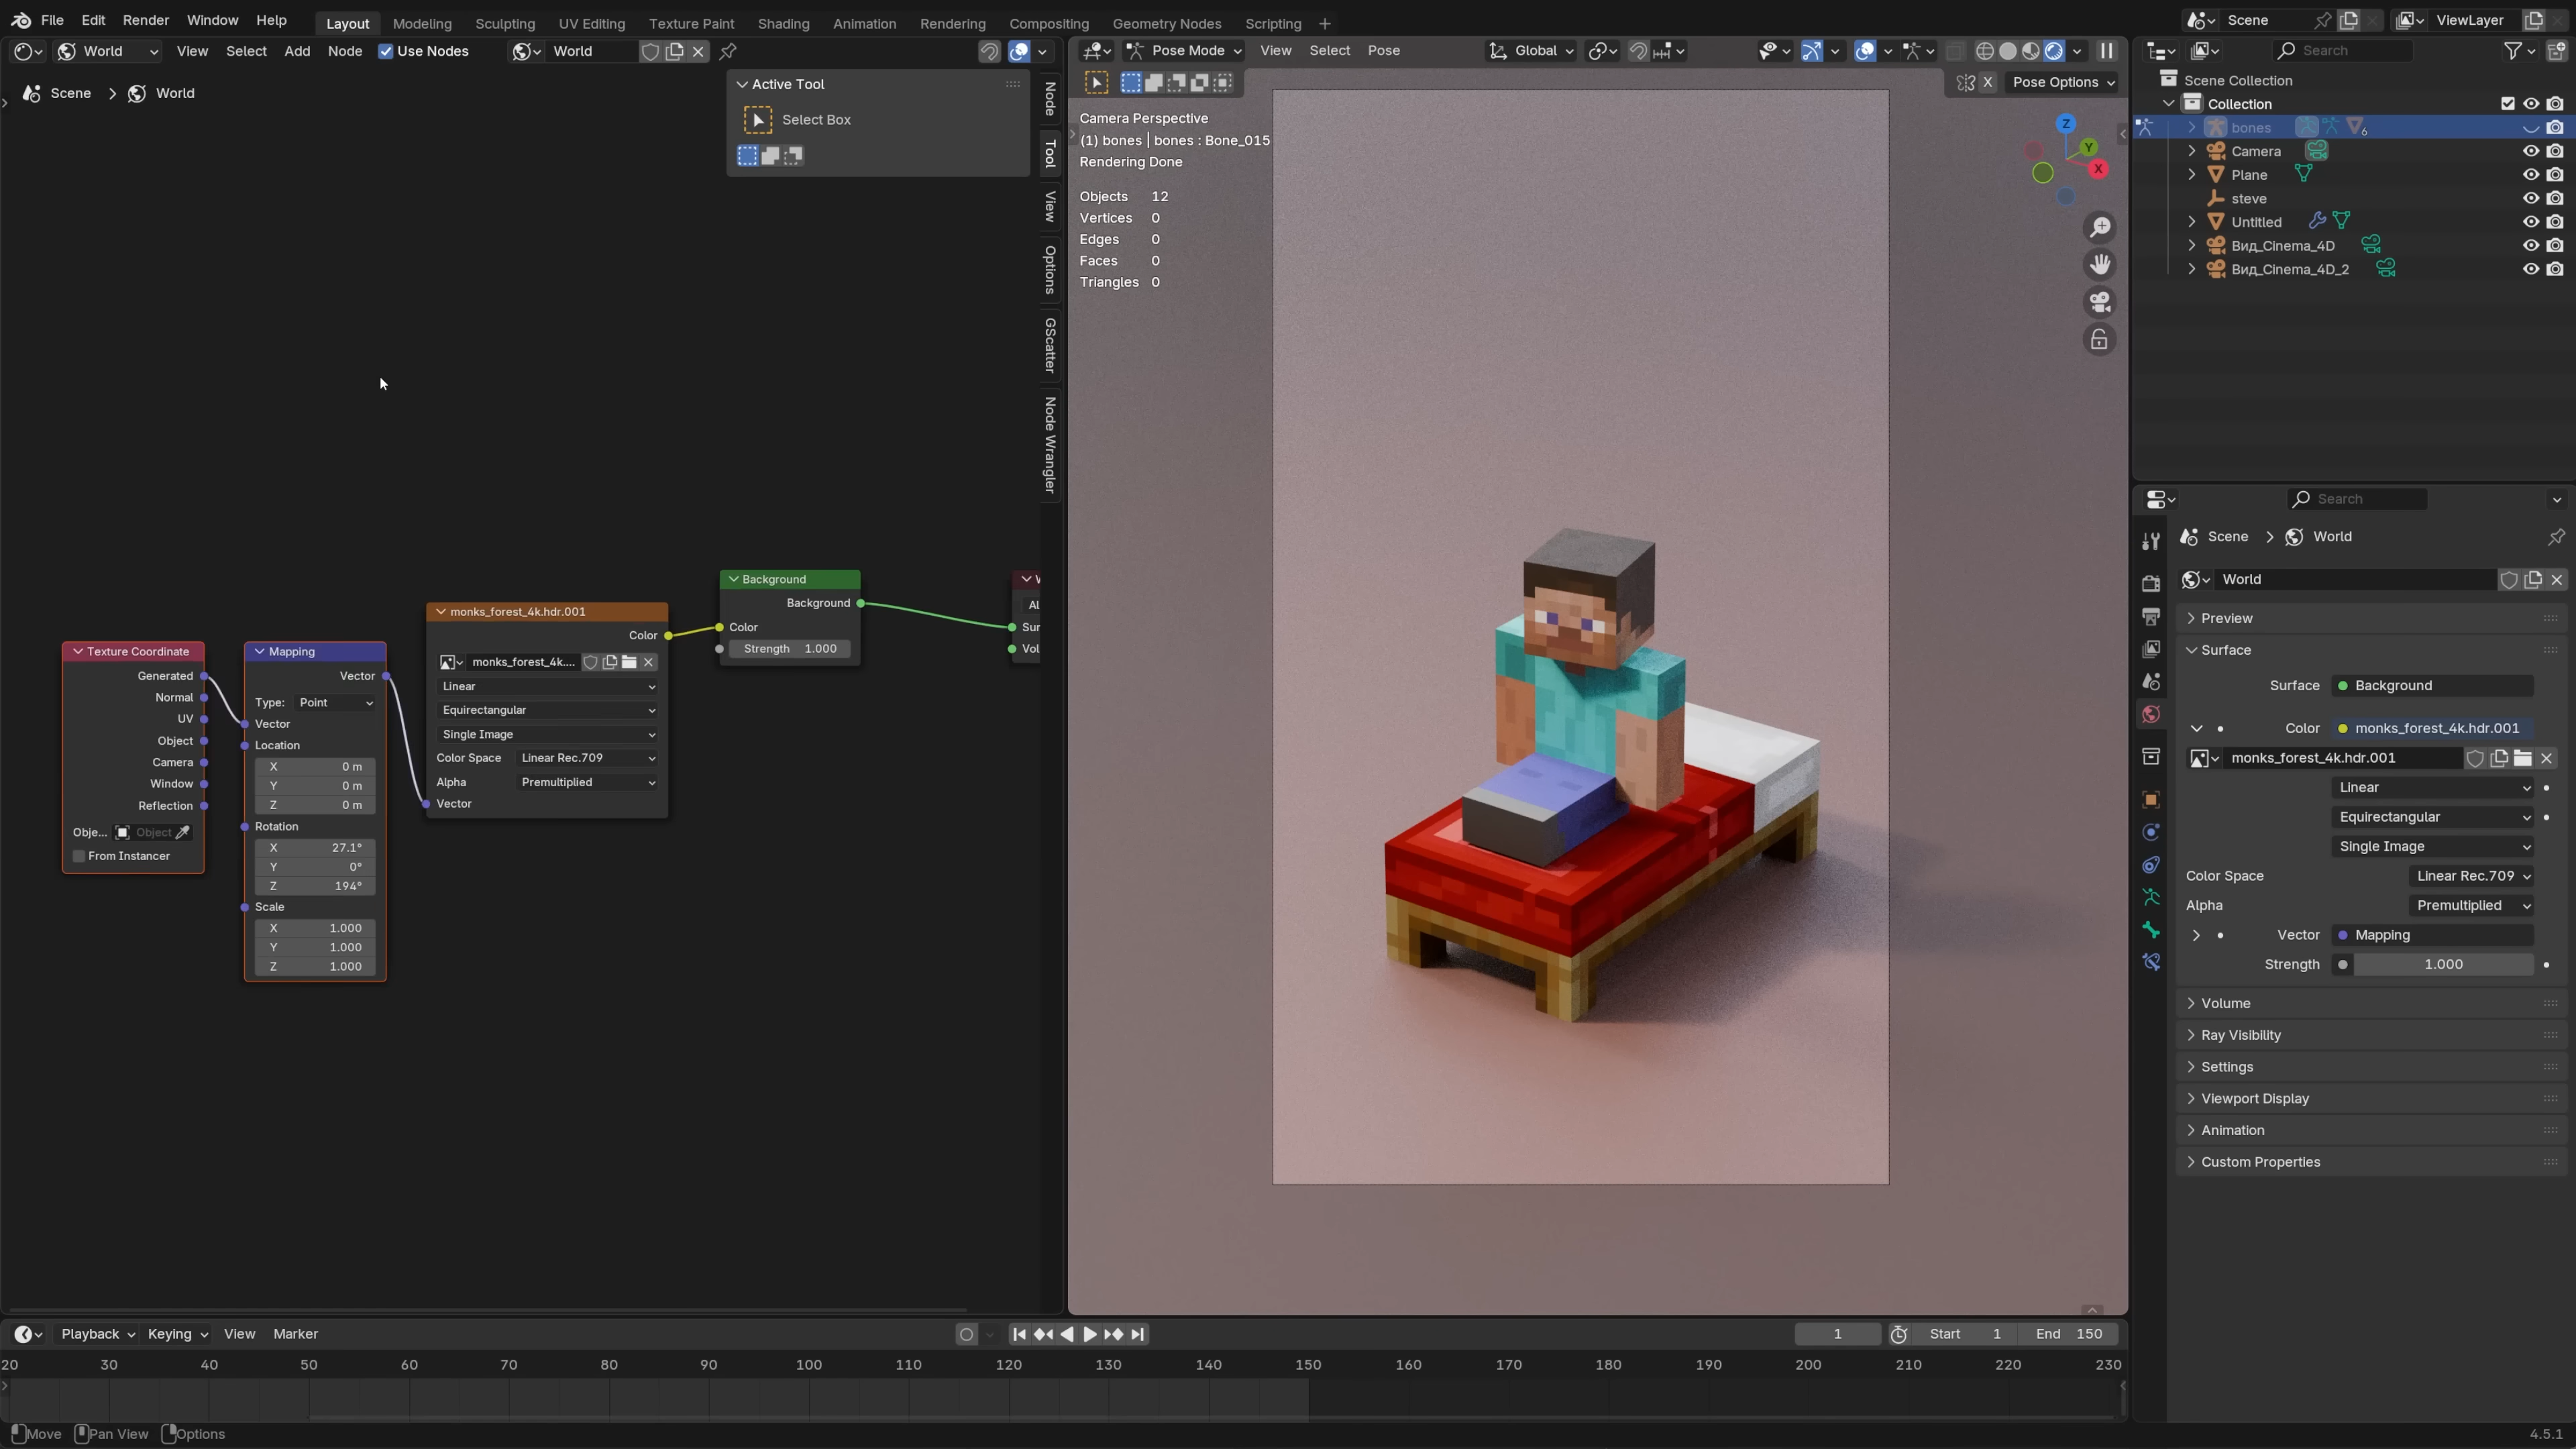 File Edit Render Window Help
Layout Modeling Sculpting UV Editing Texture Paint Shading Animation Rendering Compositing Geometry Nodes Scripting +
Scene
ViewLayer
World View Select Add Node Use Nodes World
Scene > World
Active Tool
Select Box
Node
Tool
View
Options
GScatter
Node Wrangler
Texture Coordinate
Generated
Normal
UV
Object
Camera
Window
Reflection
Obje... Object
From Instancer
Mapping
Vector
Type: Point
Vector
Location
X 0 m
Y 0 m
Z 0 m
Rotation
X 27.1°
Y 0°
Z 194°
Scale
X 1.000
Y 1.000
Z 1.000
monks_forest_4k.hdr.001
Color
monks_forest_4k....
Linear
Equirectangular
Single Image
Color Space Linear Rec.709
Alpha Premultiplied
Vector
Background
Background
Color
Strength 1.000
Al
Sur
Vol
Pose Mode View Select Pose Global
X Pose Options
Camera Perspective
(1) bones | bones : Bone_015
Rendering Done
Objects 12
Vertices 0
Edges 0
Faces 0
Triangles 0
Z
Y
X
Search
Scene Collection
Collection
bones 6
Camera
Plane
steve
Untitled
Вид_Cinema_4D
Вид_Cinema_4D_2
Search
Scene > World
World
Preview
Surface
Surface Background
Color monks_forest_4k.hdr.001
monks_forest_4k.hdr.001
Linear
Equirectangular
Single Image
Color Space Linear Rec.709
Alpha Premultiplied
Vector Mapping
Strength 1.000
Volume
Ray Visibility
Settings
Viewport Display
Animation
Custom Properties
Playback Keying View Marker
1 Start 1 End 150
20 30 40 50 60 70 80 90 100 110 120 130 140 150 160 170 180 190 200 210 220 230
Move Pan View Options
4.5.1